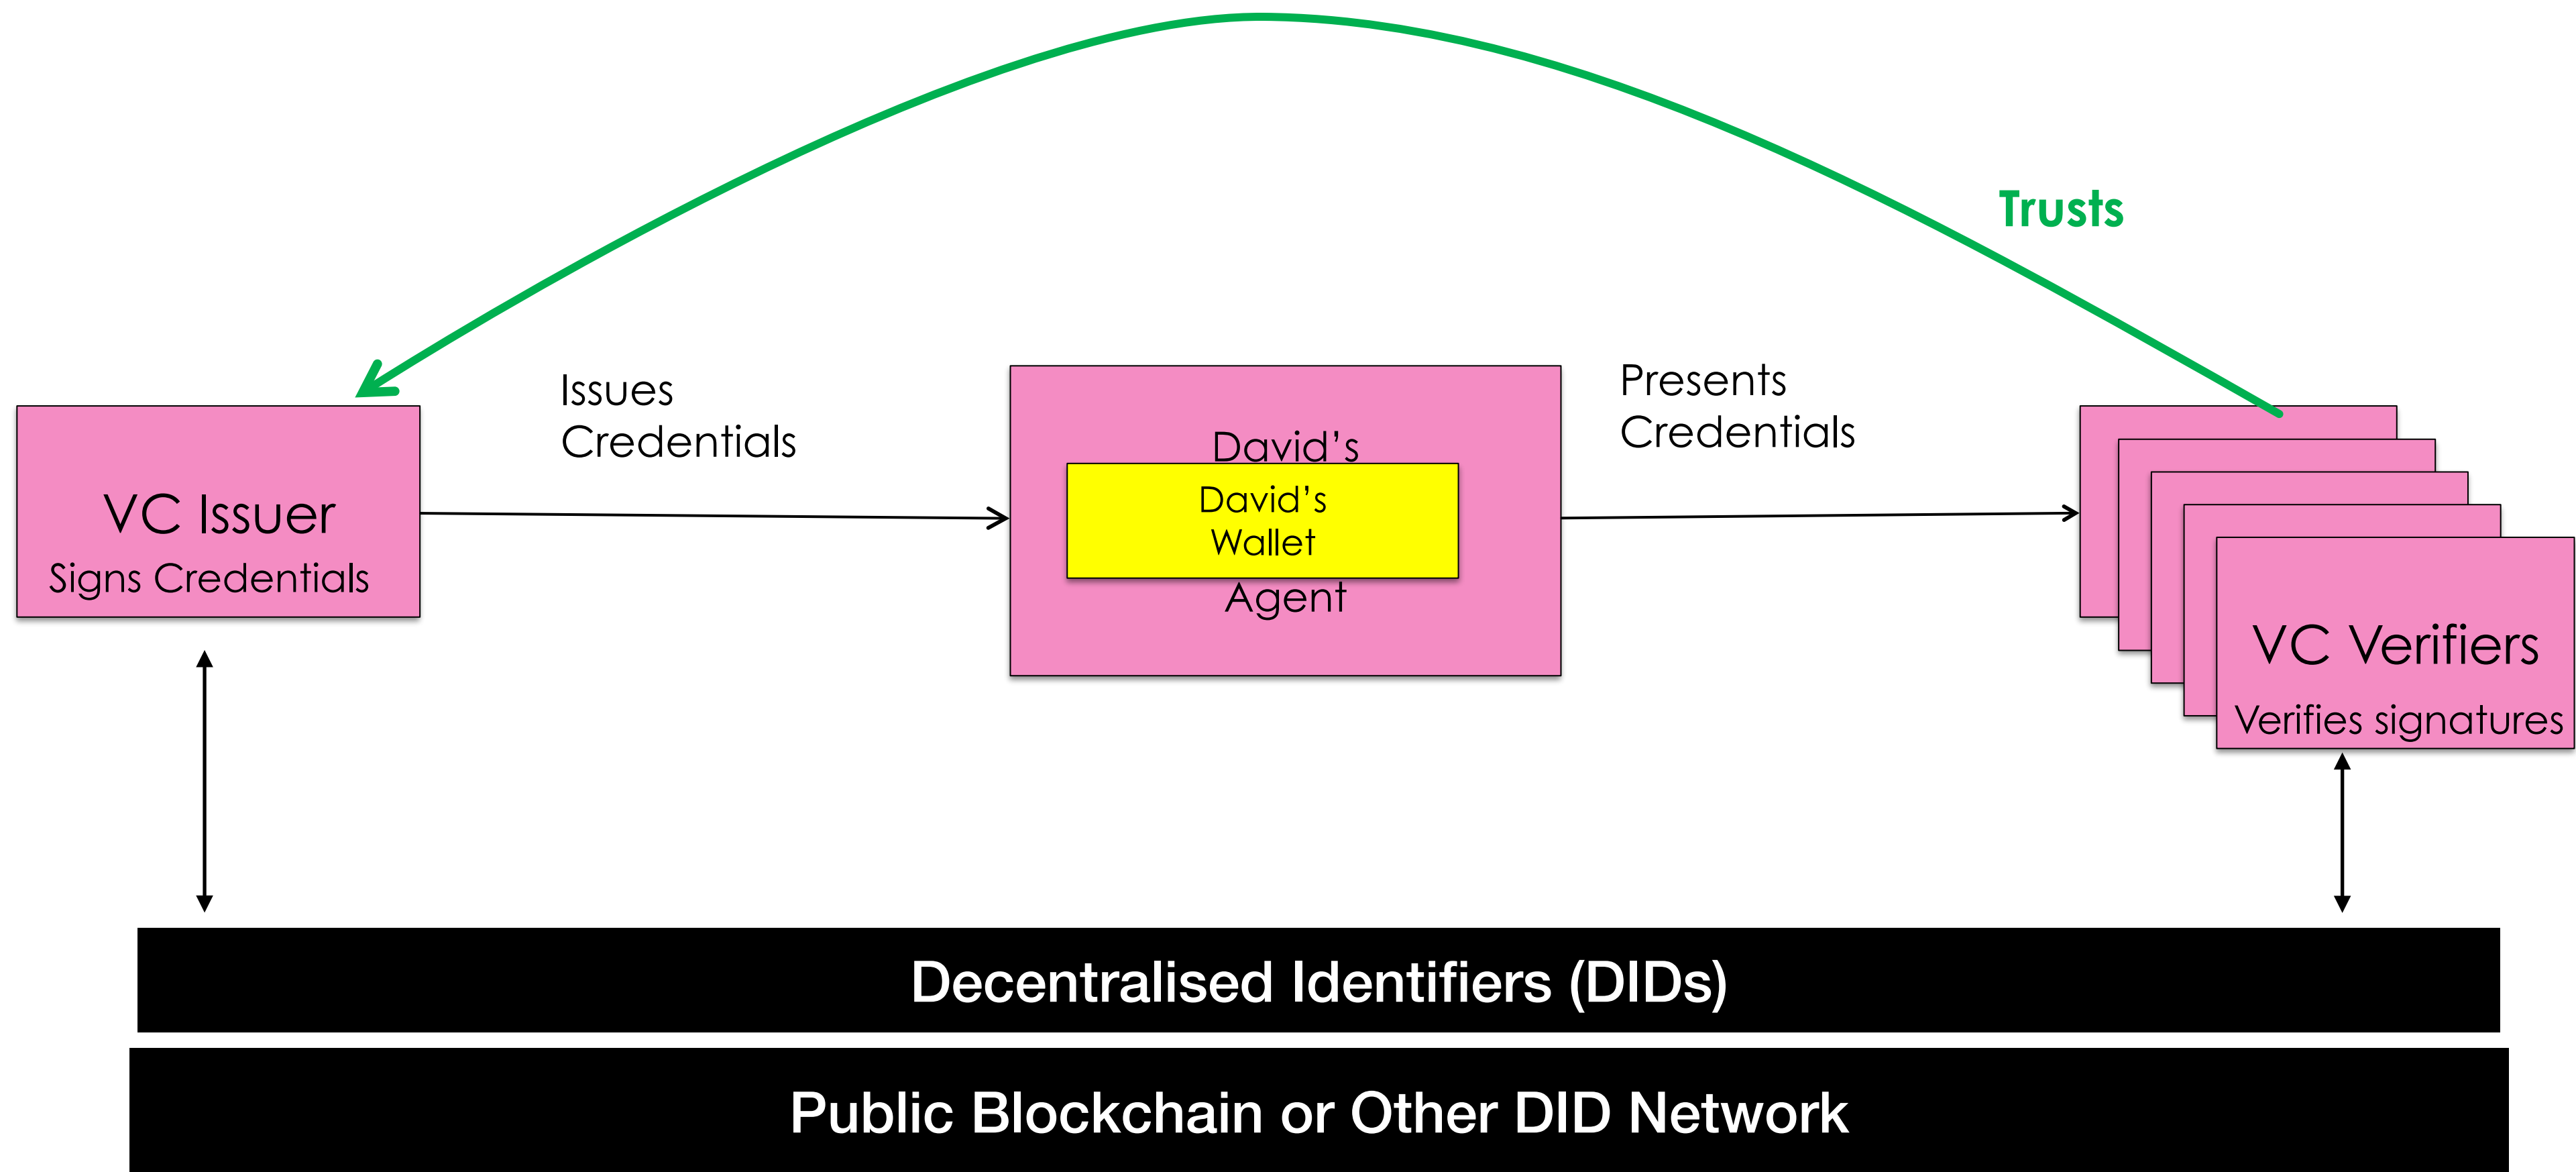 Trusts
Issues
Credentials
Presents
Credentials
VC Issuer
Signs Credentials
David’s
David’s
Wallet
Agent
VC Verifiers
Verifies signatures
Decentralised Identifiers (DIDs)
Public Blockchain or Other DID Network